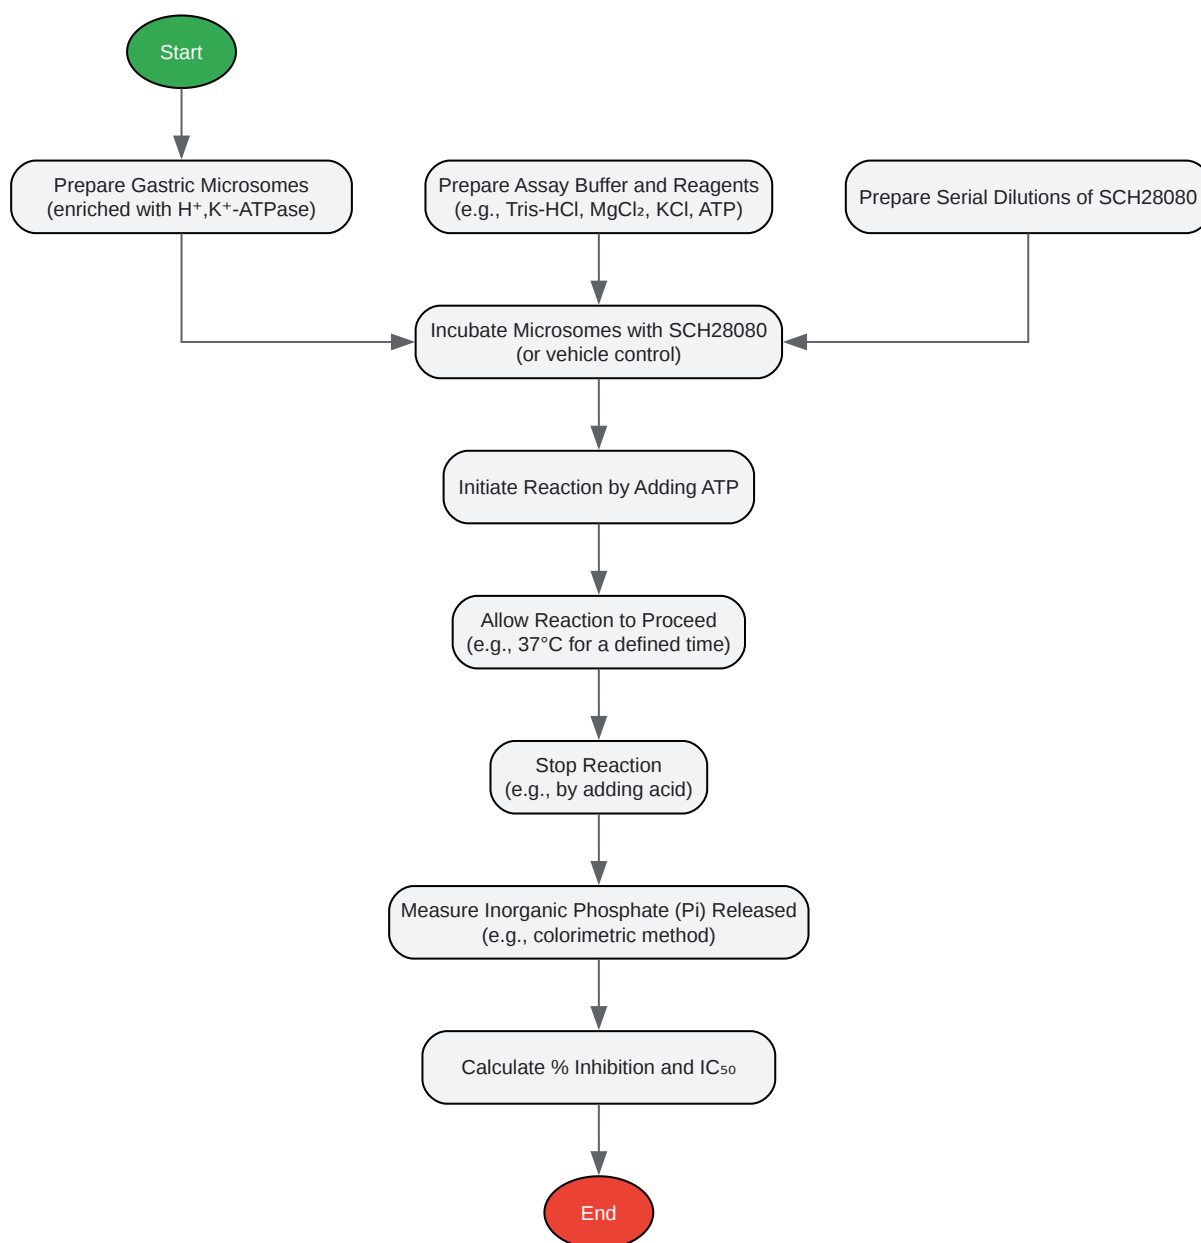 Start
Prepare Gastric Microsomes
(enriched with H⁺,K⁺-ATPase)
Prepare Assay Buffer and Reagents
(e.g., Tris-HCl, MgCl₂, KCl, ATP)
Prepare Serial Dilutions of SCH28080
Incubate Microsomes with SCH28080
(or vehicle control)
Initiate Reaction by Adding ATP
Allow Reaction to Proceed
(e.g., 37°C for a defined time)
Stop Reaction
(e.g., by adding acid)
Measure Inorganic Phosphate (Pi) Released
(e.g., colorimetric method)
Calculate % Inhibition and IC₅₀
End